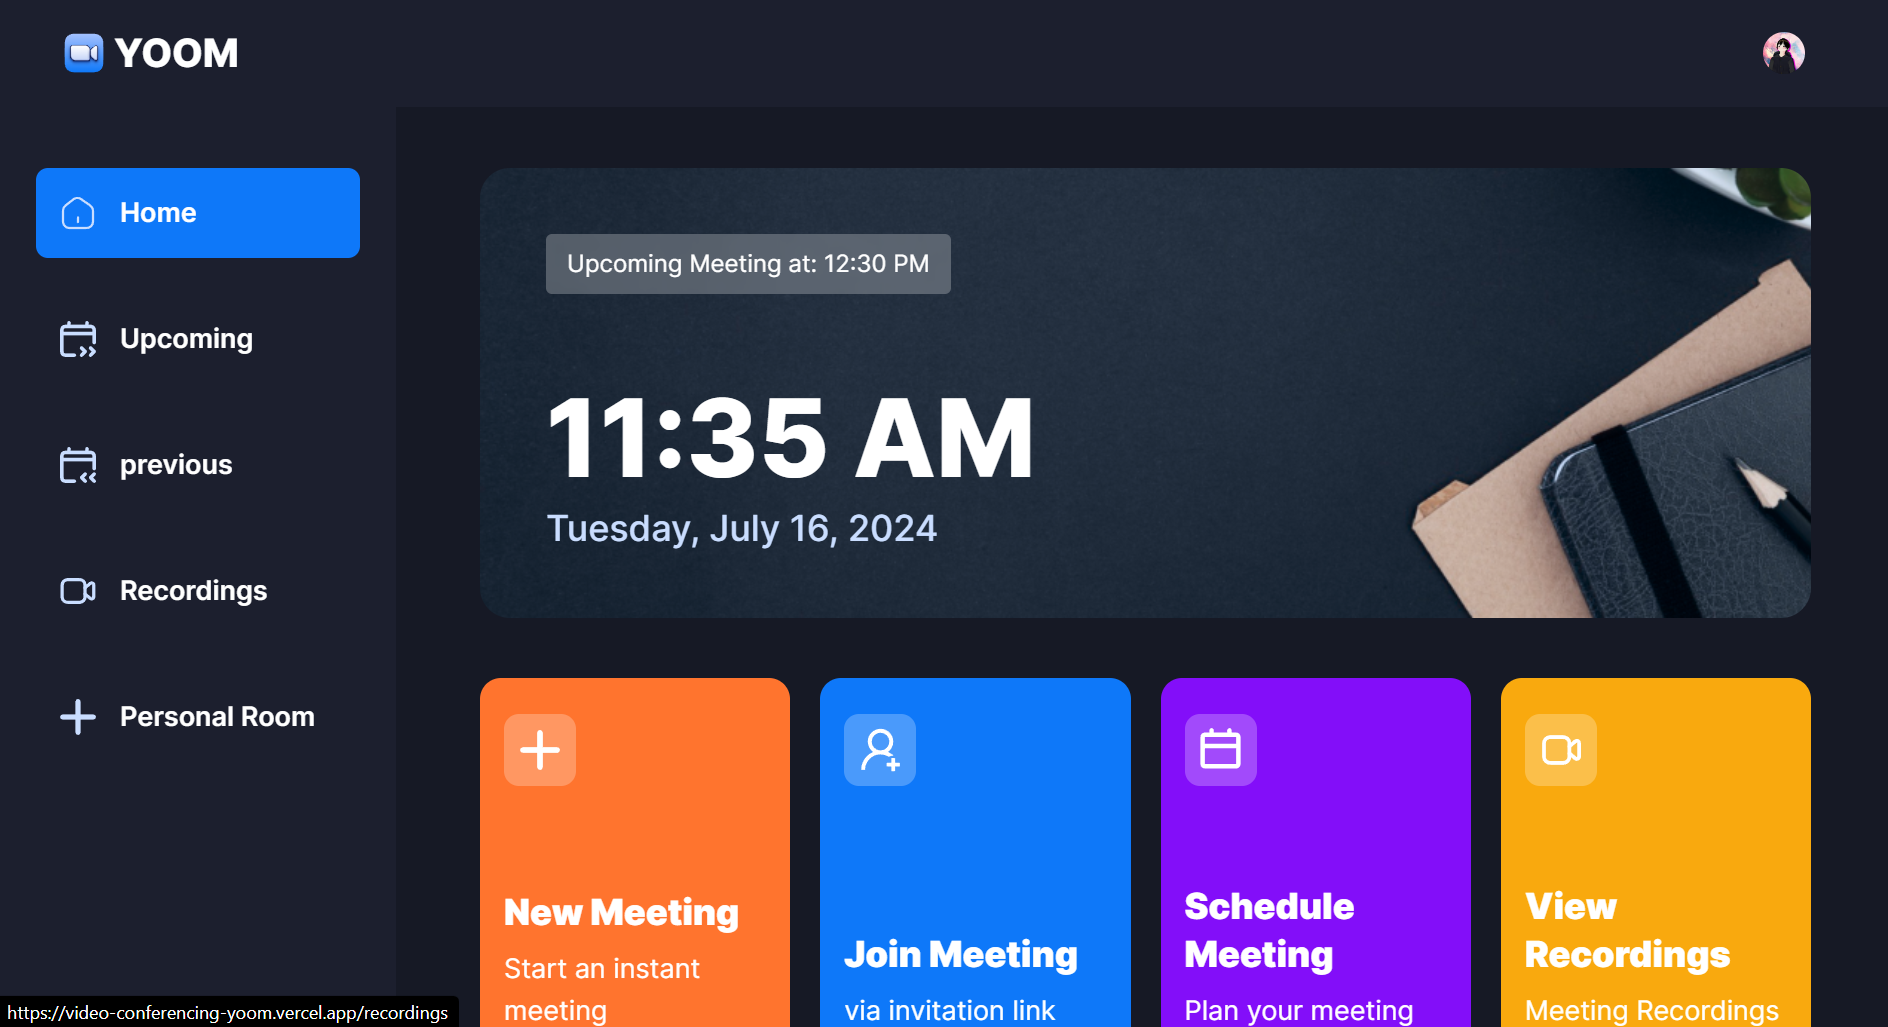 YOOM
Home
Upcoming
previous
Recordings
Personal Room
Upcoming Meeting at: 12:30 PM
11:35 AM
Tuesday, July 16, 2024
New Meeting
Start an instant
meeting
Join Meeting
via invitation link
Schedule
Meeting
Plan your meeting
View
Recordings
Meeting Recordings
https://video-conferencing-yoom.vercel.app/recordings